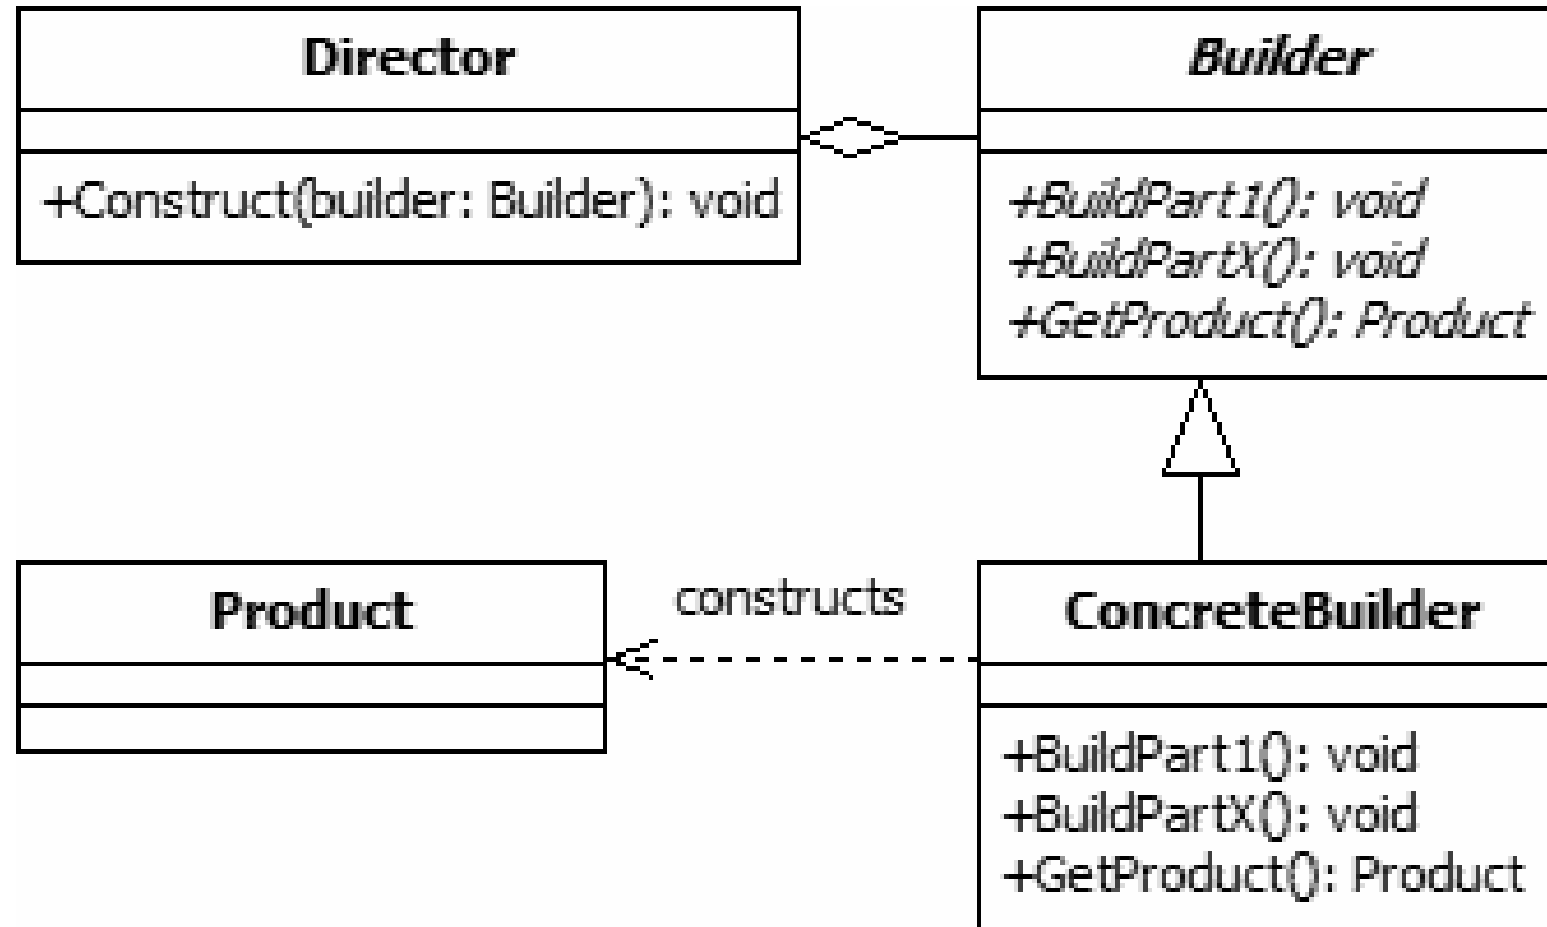 Director
+Construct(builder: Builder): void
Builder
+BuildPart1(): void
+BuildPartX(): void
+GetProduct(): Product
Product
constructs
ConcreteBuilder
+BuildPart1(): void
+BuildPartX(): void
+GetProduct(): Product